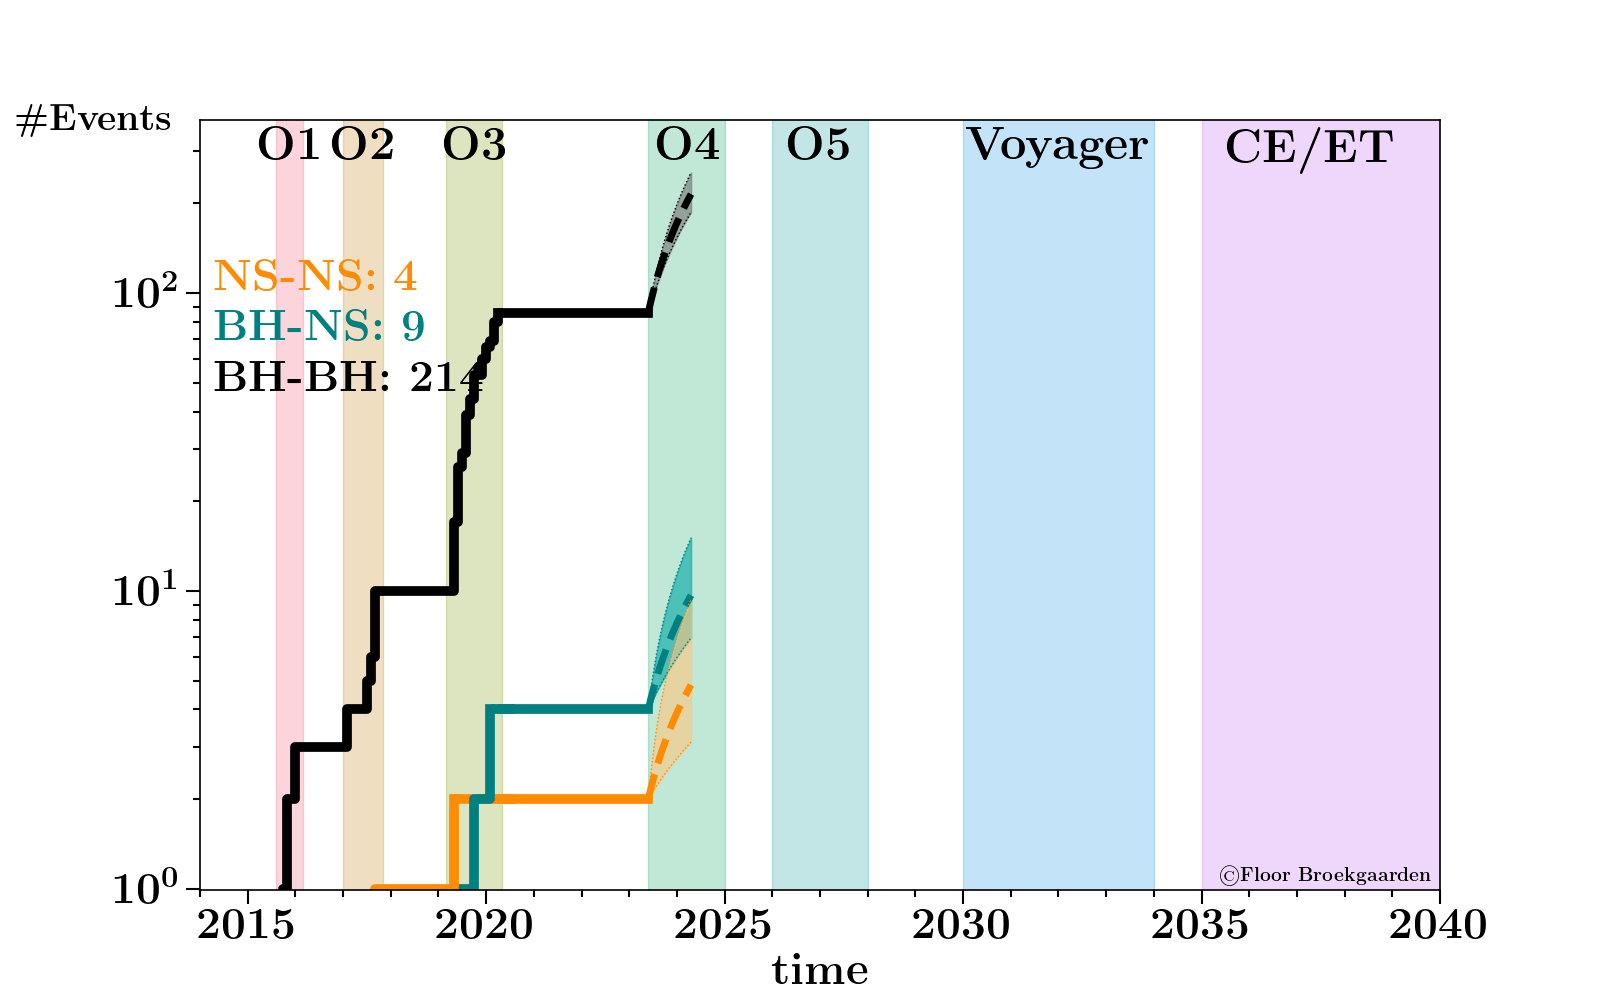 #Events
O1 O2 O3 O4 O5 Voyager CE/ET
NS-NS: 4
10²
BH-NS: 9
BH-BH: 214
10¹
©Floor Broekgaarden
10⁰
2015 2020 2025 2030 2035 2040
time